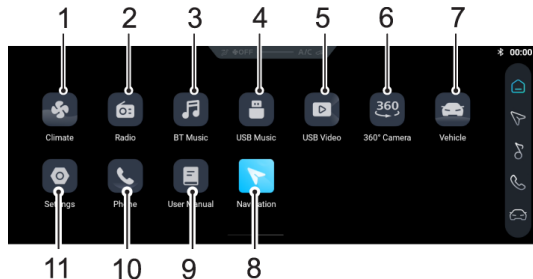 1 2 3 4 5 6 7
OFF A/C
00:00
360
Climate Radio BT Music USB Music USB Video 360° Camera Vehicle
Settings Phone User Manual Navigation
11 10 9 8